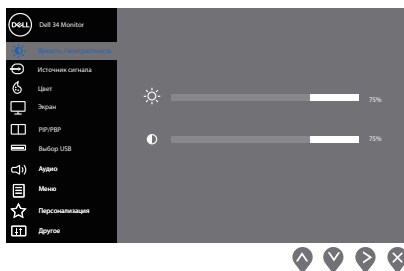 DELL
Dell 34 Monitor
Яркость / контрастность
Источник сигнала
Цвет
Экран
PIP/PBP
Выбор USB
Аудио
Меню
Персонализация
Другое
75%
75%